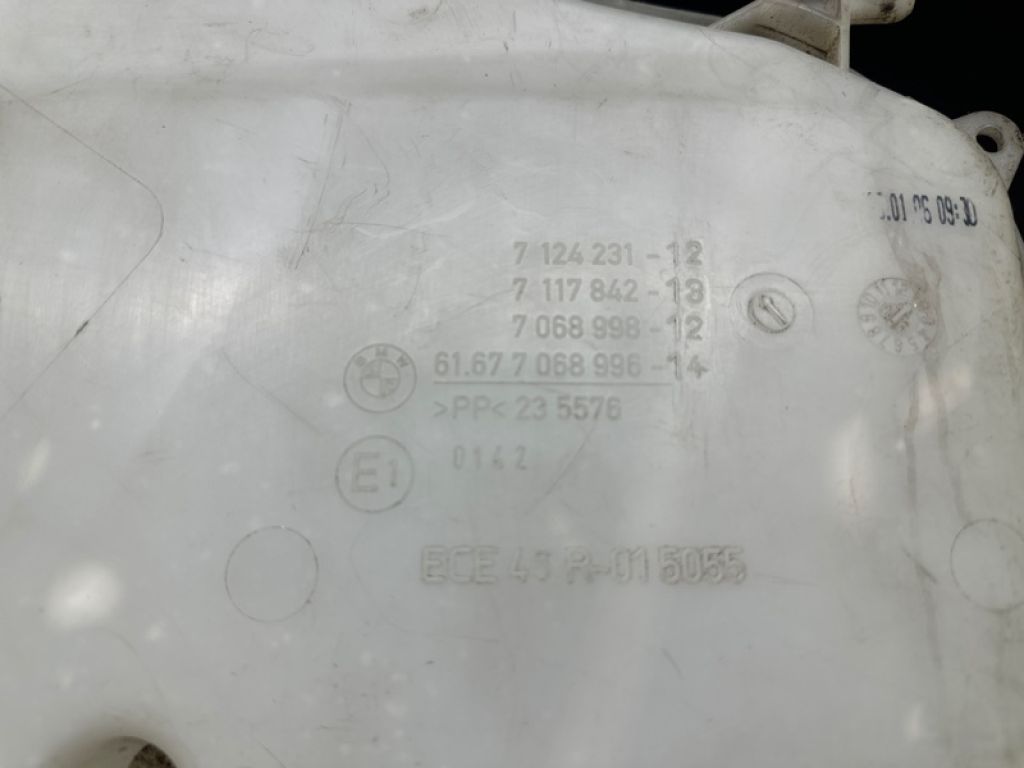 01 06 09:
7 124 231 - 12
7 117 842 - 13
7 068 998 - 12
BMW 61.67 7 068 996 - 14
>PP< 23 5576
E1 0142
ECE 43 R-01 5055